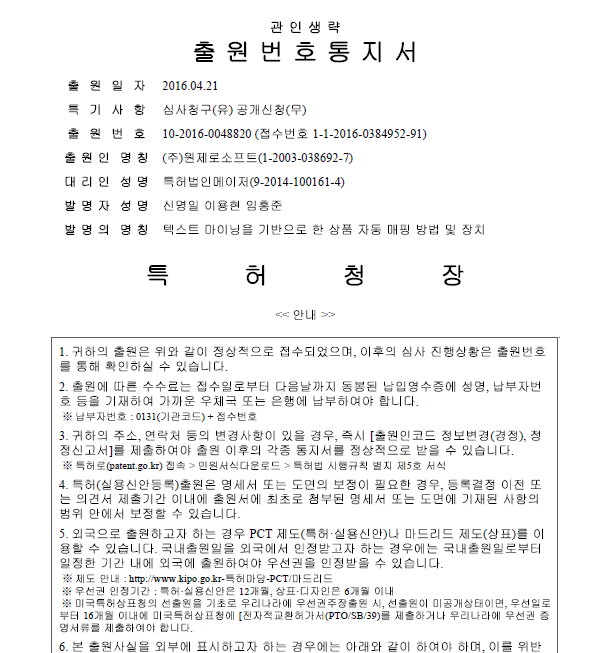 관 인 생 략
출 원 번 호 통 지 서
출 원 일 자 2016.04.21
특 기 사 항 심사청구(유) 공개신청(무)
출 원 번 호 10-2016-0048820 (접수번호 1-1-2016-0384952-91)
출 원 인 명 칭 (주)원제로소프트(1-2003-038692-7)
대 리 인 성 명 특허법인메이저(9-2014-100161-4)
발 명 자 성 명 신명일 이용현 임홍준
발 명 의 명 칭 텍스트 마이닝을 기반으로 한 상품 자동 매핑 방법 및 장치
특 허 청 장
<< 안내 >>
1. 귀하의 출원은 위와 같이 정상적으로 접수되었으며, 이후의 심사 진행상황은 출원번호
를 통해 확인하실 수 있습니다.
2. 출원에 따른 수수료는 접수일로부터 다음날까지 동봉된 납입영수증에 성명, 납부자번
호 등을 기재하여 가까운 우체국 또는 은행에 납부하여야 합니다.
※ 납부자번호 : 0131(기관코드) + 접수번호
3. 귀하의 주소, 연락처 등의 변경사항이 있을 경우, 즉시 [출원인코드 정보변경(경정), 정
정신고서]를 제출하여야 출원 이후의 각종 통지서를 정상적으로 받을 수 있습니다.
※ 특허로(patent.go.kr) 접속 > 민원서식다운로드 > 특허법 시행규칙 별지 제5호 서식
4. 특허(실용신안등록)출원은 명세서 또는 도면의 보정이 필요한 경우, 등록결정 이전 또
는 의견서 제출기간 이내에 출원서에 최초로 첨부된 명세서 또는 도면에 기재된 사항의
범위 안에서 보정할 수 있습니다.
5. 외국으로 출원하고자 하는 경우 PCT 제도(특허·실용신안)나 마드리드 제도(상표)를 이
용할 수 있습니다. 국내출원일을 외국에서 인정받고자 하는 경우에는 국내출원일로부터
일정한 기간 내에 외국에 출원하여야 우선권을 인정받을 수 있습니다.
※ 제도 안내 : http://www.kipo.go.kr-특허마당-PCT/마드리드
※ 우선권 인정기간 : 특허·실용신안은 12개월, 상표·디자인은 6개월 이내
※ 미국특허상표청의 선출원을 기초로 우리나라에 우선권주장출원 시, 선출원이 미공개상태이면, 우선일로
부터 16개월 이내에 미국특허상표청에 [전자적교환허가서(PTO/SB/39)를 제출하거나 우리나라에 우선권 증
명서류를 제출하여야 합니다.
6. 본 출원사실을 외부에 표시하고자 하는 경우에는 아래와 같이 하여야 하며, 이를 위반